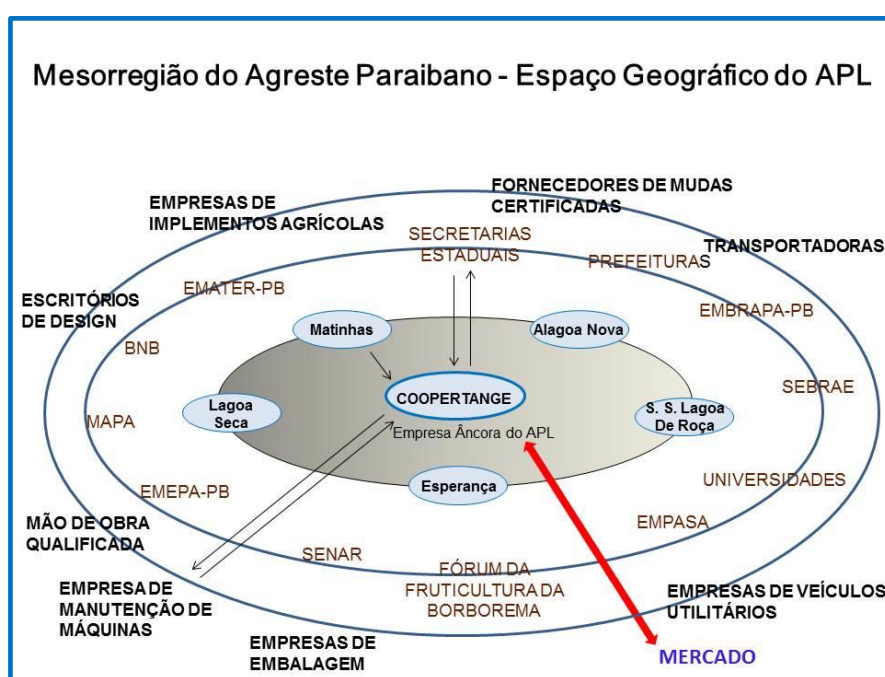 Mesorregião do Agreste Paraibano - Espaço Geográfico do APL
FORNECEDORES DE MUDAS
CERTIFICADAS
EMPRESAS DE
IMPLEMENTOS AGRÍCOLAS
SECRETARIAS
ESTADUAIS
TRANSPORTADORAS
PREFEITURAS
EMATER-PB
ESCRITÓRIOS
DE DESIGN
EMBRAPA-PB
Matinhas
Alagoa Nova
BNB
SEBRAE
COOPERTANGE
Lagoa
Seca
S. S. Lagoa
De Roça
MAPA
Empresa Âncora do APL
UNIVERSIDADES
Esperança
EMEPA-PB
EMPASA
MÃO DE OBRA
QUALIFICADA
SENAR
FÓRUM DA
FRUTICULTURA DA
BORBOREMA
EMPRESA DE
MANUTENÇÃO DE
MÁQUINAS
EMPRESAS DE VEÍCULOS
UTILITÁRIOS
EMPRESAS DE
EMBALAGEM
MERCADO